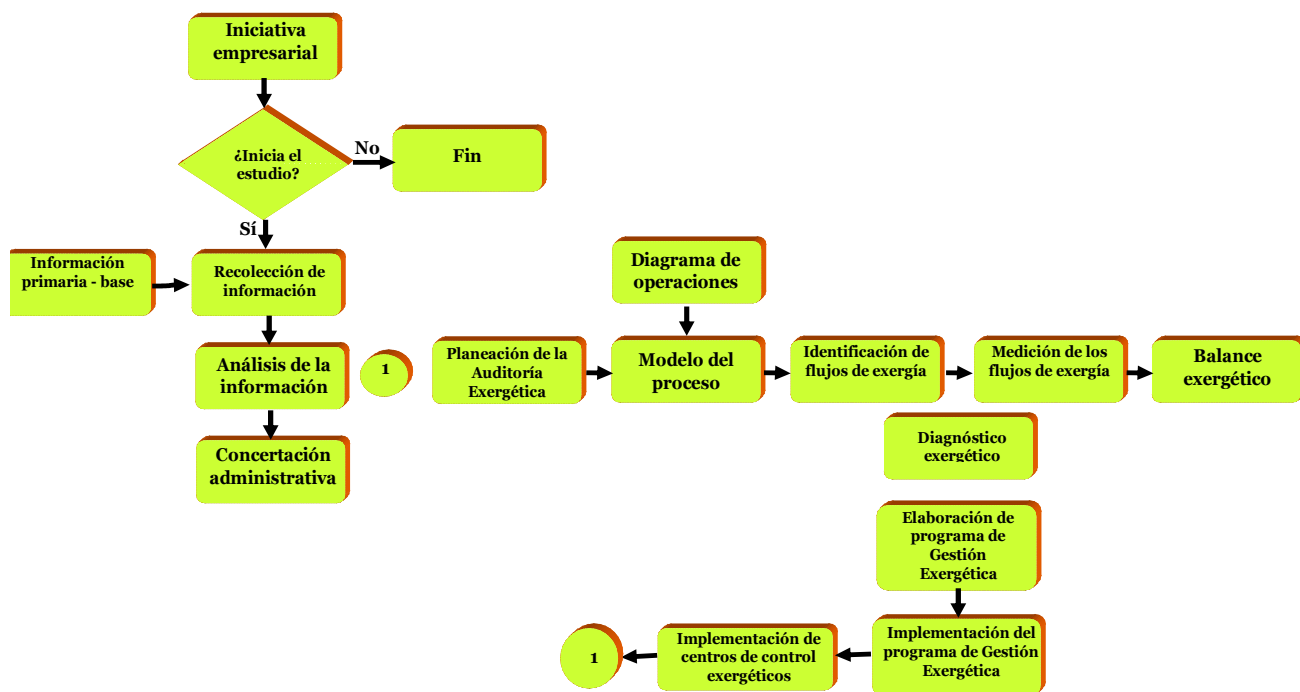 Iniciativa
empresarial
¿Inicia el
estudio?
No
Fin
Sí
Información
primaria - base
Recolección de
información
Análisis de la
información
Concertación
administrativa
1
Planeación de la
Auditoría
Exergética
Diagrama de
operaciones
Modelo del
proceso
Identificación de
flujos de exergía
Medición de los
flujos de exergía
Balance
exergético
Diagnóstico
exergético
Elaboración de
programa de
Gestión
Exergética
Implementación del
programa de Gestión
Exergética
Implementación de
centros de control
exergéticos
1